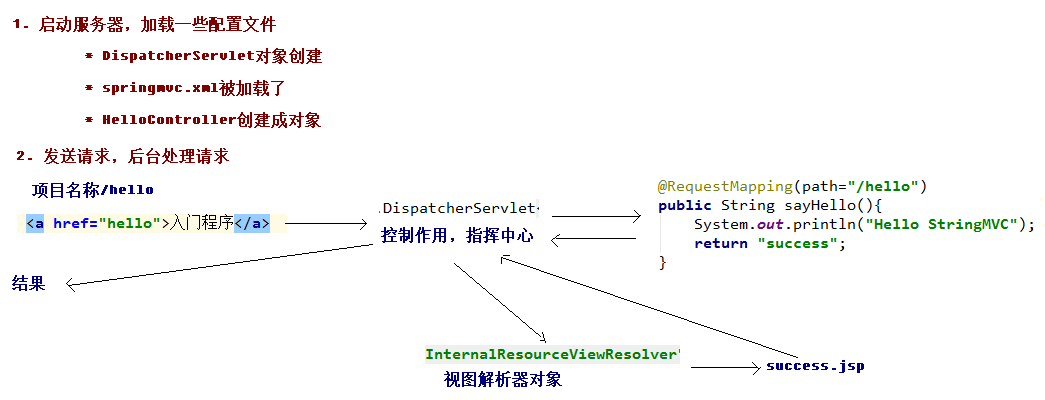 1. 启动服务器，加载一些配置文件
* DispatcherServlet对象创建
* springmvc.xml被加载了
* HelloController创建成对象
2. 发送请求，后台处理请求
项目名称/hello
<a href="hello">入门程序</a>
.DispatcherServlet
控制作用，指挥中心
@RequestMapping(path="/hello")
public String sayHello(){
System.out.println("Hello StringMVC");
return "success";
}
结果
InternalResourceViewResolver"
视图解析器对象
success.jsp